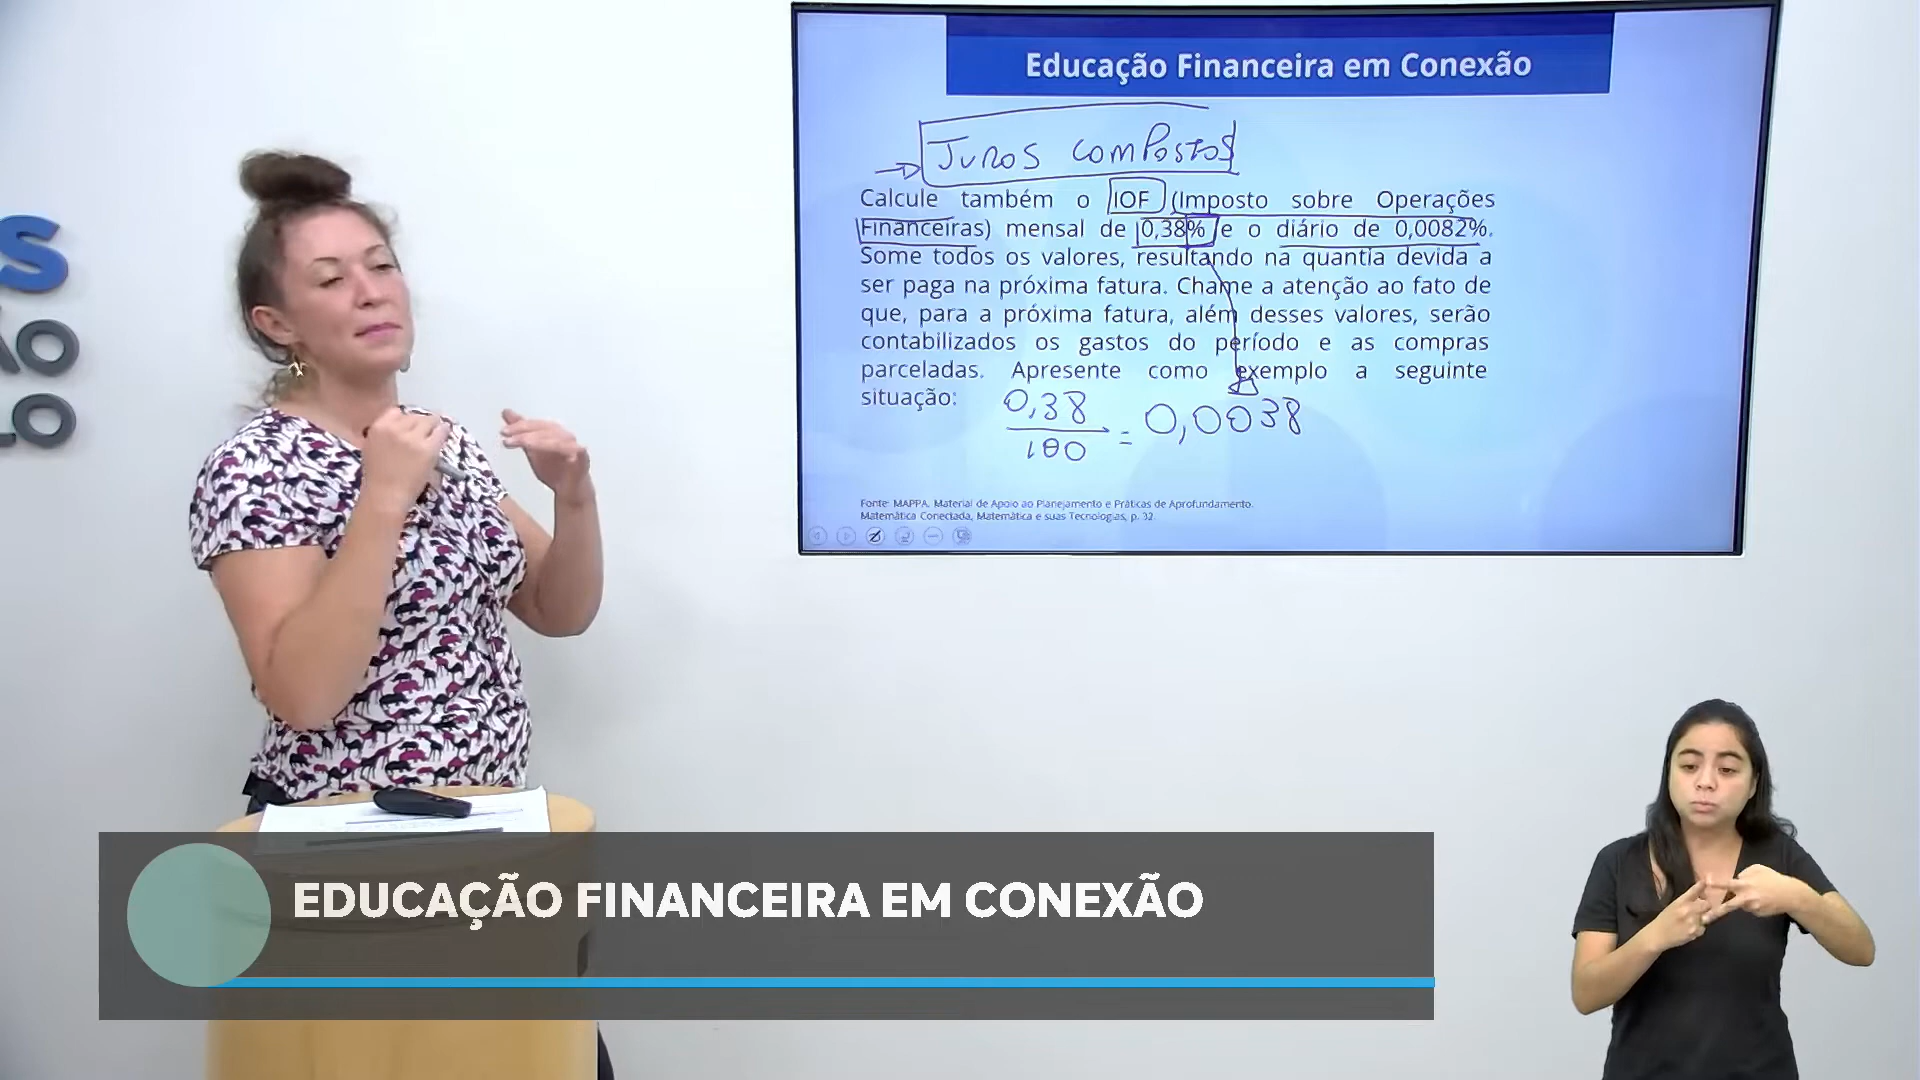 Educação Financeira em Conexão
JUROS COMPOSTOS
Calcule também o IOF (Imposto sobre Operações
Financeiras) mensal de 0,38% e o diário de 0,0082%.
Some todos os valores, resultando na quantia devida a
ser paga na próxima fatura. Chame a atenção ao fato de
que, para a próxima fatura, além desses valores, serão
contabilizados os gastos do período e as compras
parceladas. Apresente como exemplo a seguinte
situação:
0,38
100
= 0,0038
Fonte: MAPPA. Material de Apoio ao Planejamento e Práticas de Aprofundamento.
Matemática Conectada, Matemática e suas Tecnologias, p. 32.
S
ÃO
LO
EDUCAÇÃO FINANCEIRA EM CONEXÃO